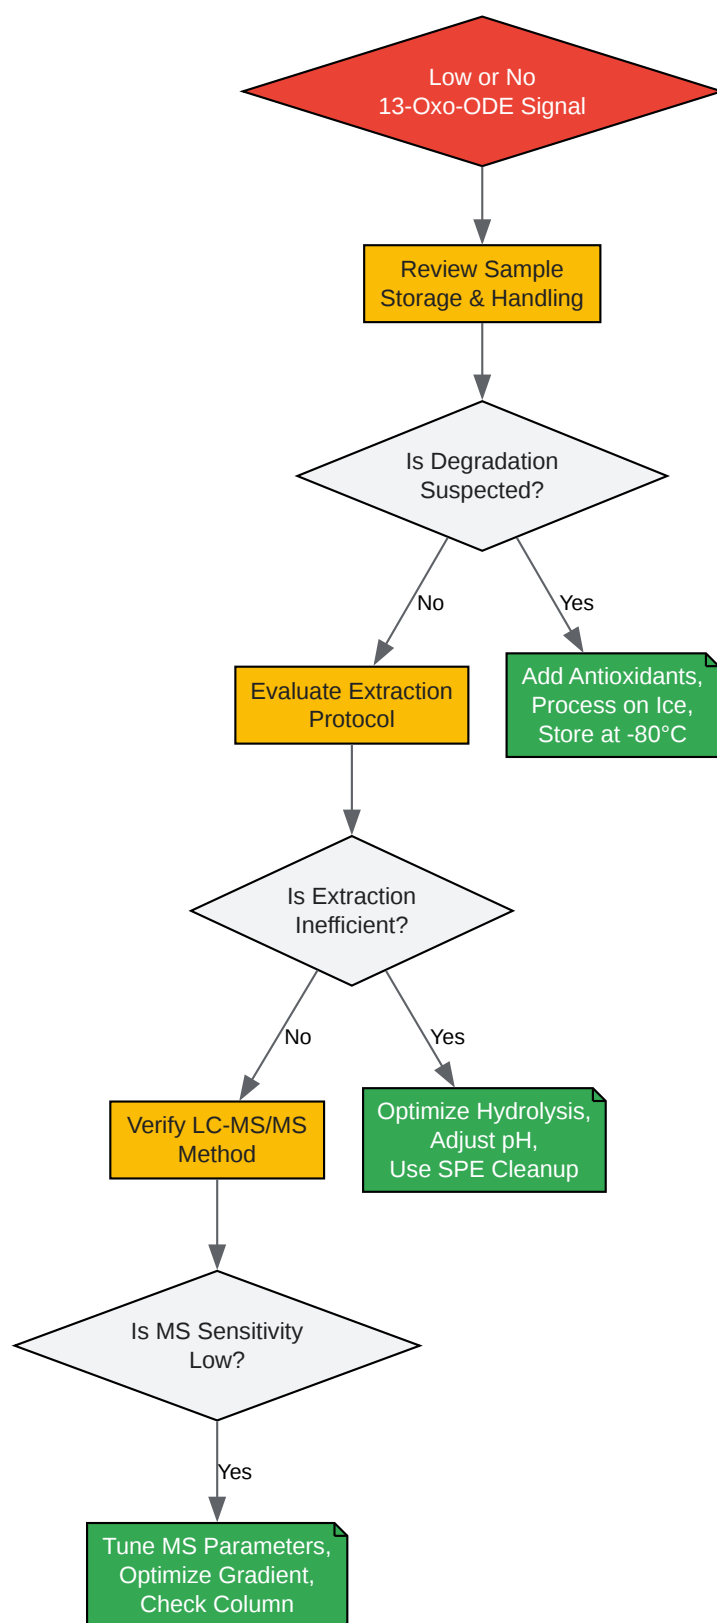 Low or No
13-Oxo-ODE Signal
Review Sample
Storage & Handling
Is Degradation
Suspected?
No
Yes
Evaluate Extraction
Protocol
Add Antioxidants,
Process on Ice,
Store at -80°C
Is Extraction
Inefficient?
No
Yes
Verify LC-MS/MS
Method
Optimize Hydrolysis,
Adjust pH,
Use SPE Cleanup
Is MS Sensitivity
Low?
Yes
Tune MS Parameters,
Optimize Gradient,
Check Column